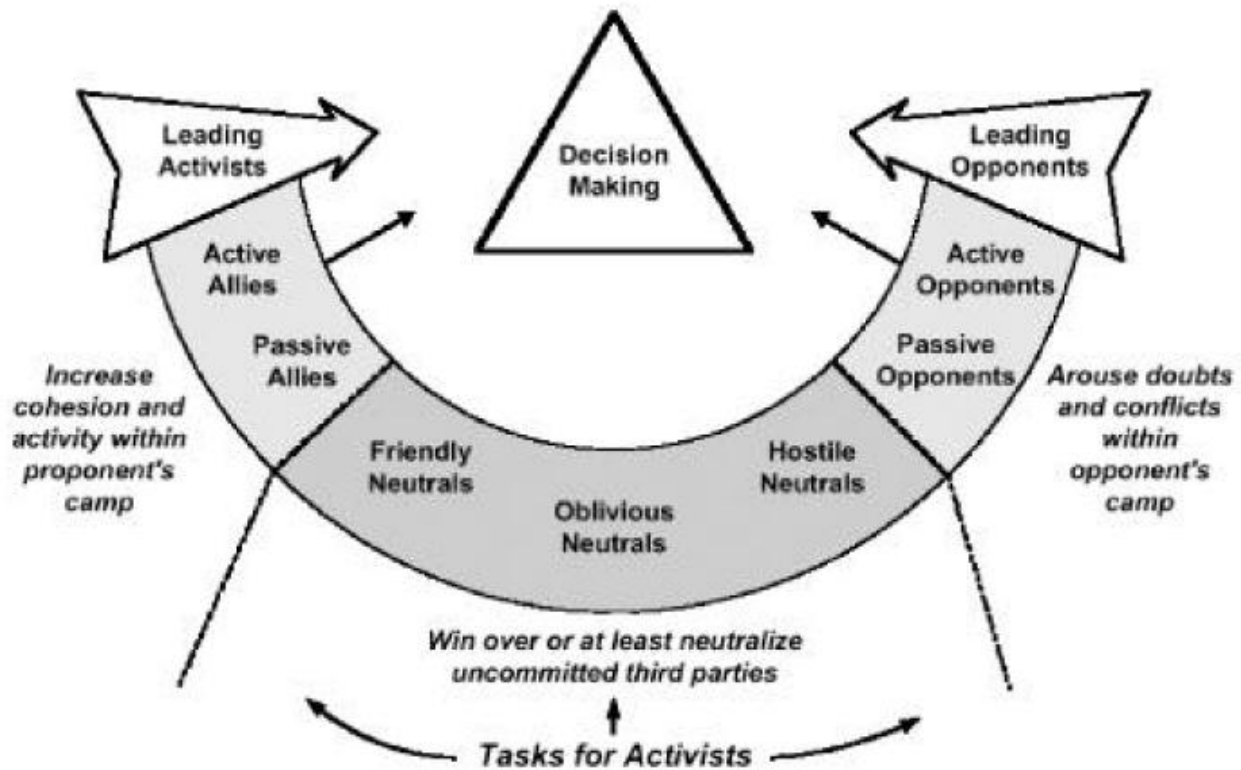 Leading
Activists
Decision
Making
Leading
Opponents
Active
Allies
Active
Opponents
Passive
Allies
Passive
Opponents
Increase
cohesion and
activity within
proponent's
camp
Arouse doubts
and conflicts
within
opponent's
camp
Friendly
Neutrals
Oblivious
Neutrals
Hostile
Neutrals
Win over or at least neutralize
uncommitted third parties
Tasks for Activists